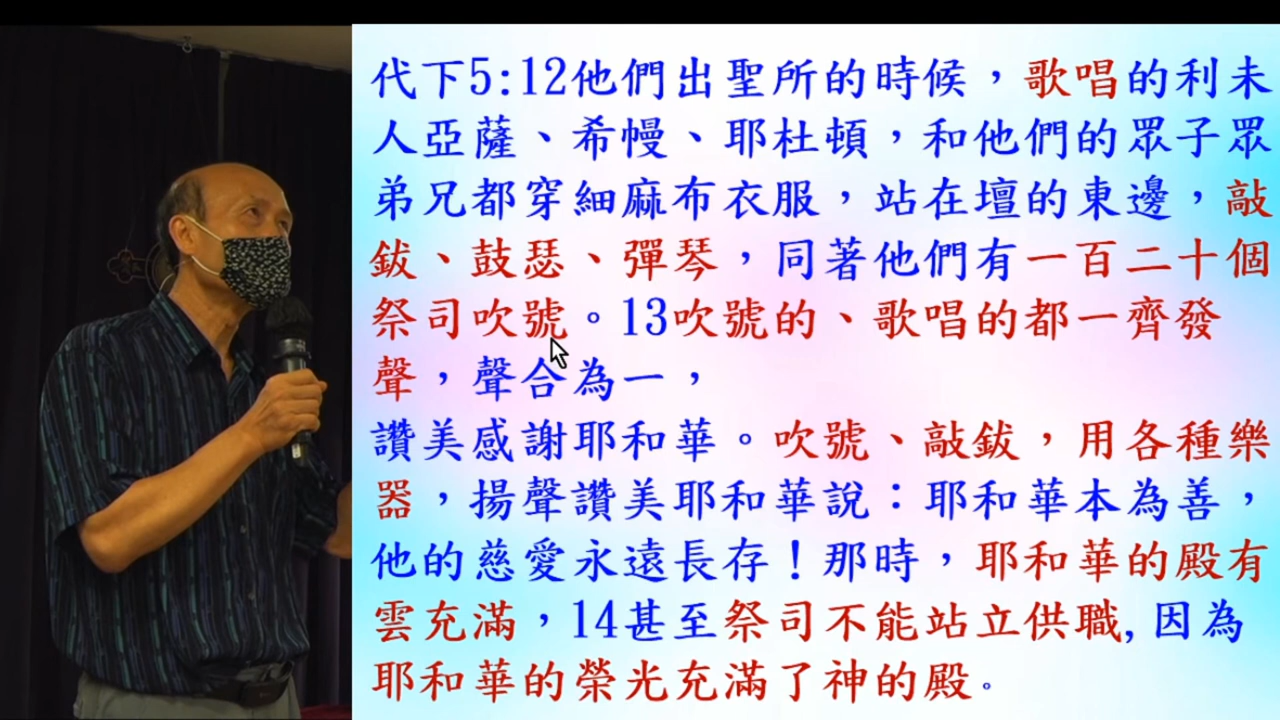 代下5:12他們出聖所的時候，歌唱的利未
人亞薩、希幔、耶杜頓，和他們的眾子眾
弟兄都穿細麻布衣服，站在壇的東邊，敲
鈸、鼓瑟、彈琴，同著他們有一百二十個
祭司吹號。13吹號的、歌唱的都一齊發
聲，聲合為一，
讚美感謝耶和華。吹號、敲鈸，用各種樂
器，揚聲讚美耶和華說：耶和華本為善，
他的慈愛永遠長存！那時，耶和華的殿有
雲充滿，14甚至祭司不能站立供職,因為
耶和華的榮光充滿了神的殿。